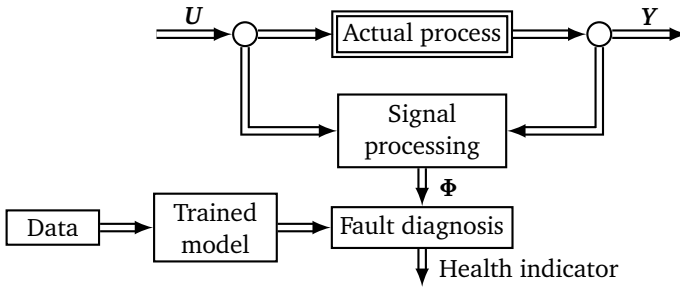 U
Actual process
Y
Signal
processing
Φ
Data
Trained
model
Fault diagnosis
Health indicator